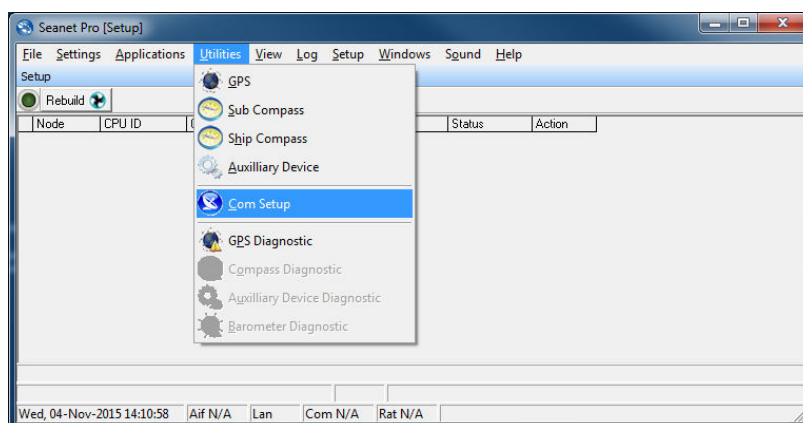 Seanet Pro [Setup]
File Settings Applications Utilities View Log Setup Windows Sound Help
Setup
Rebuild
Node CPU ID Status Action
GPS
Sub Compass
Ship Compass
Auxilliary Device
Com Setup
GPS Diagnostic
Compass Diagnostic
Auxilliary Device Diagnostic
Barometer Diagnostic
Wed, 04-Nov-2015 14:10:58 Aif N/A Lan Com N/A Rat N/A